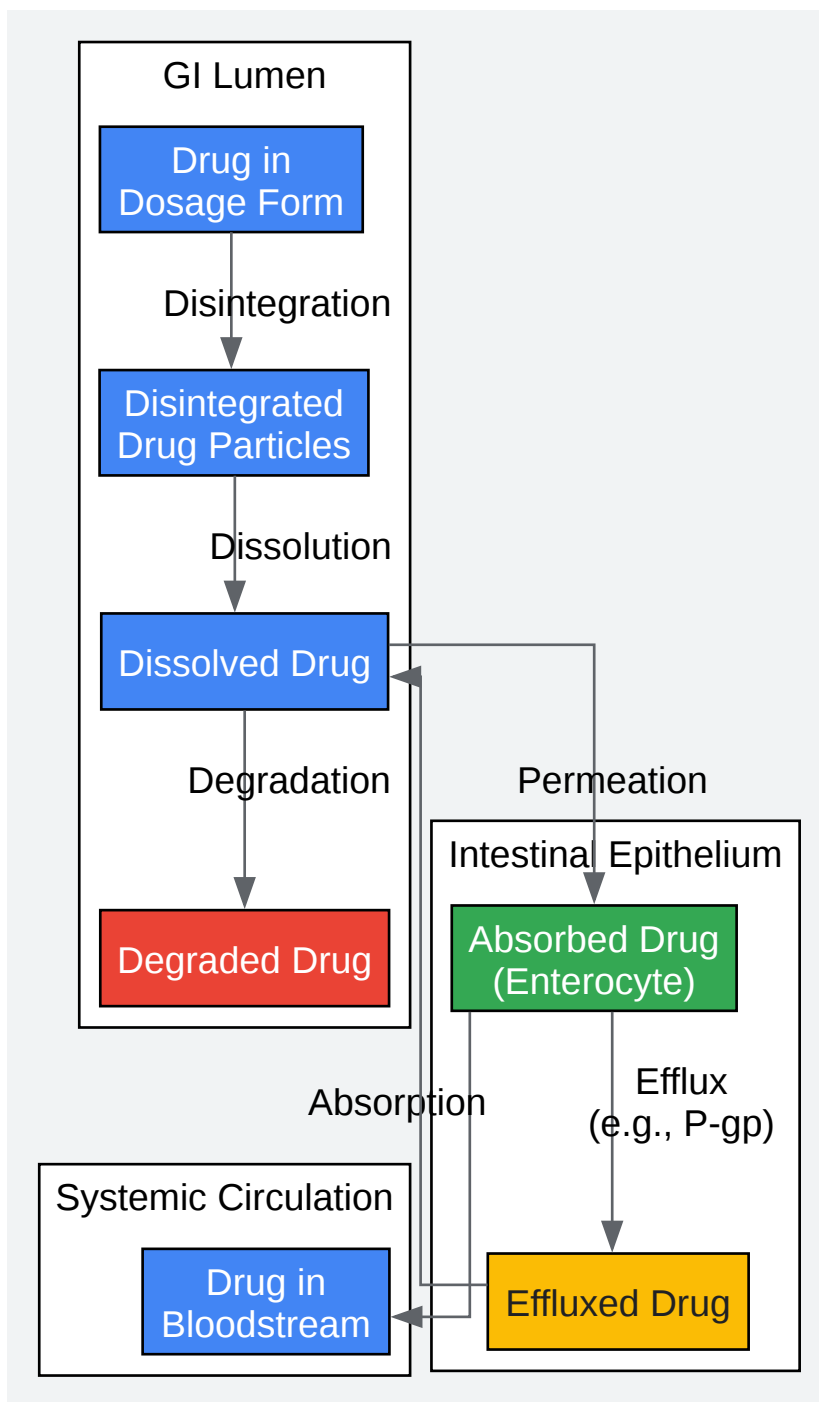 GI Lumen
Drug in
Dosage Form
Disintegration
Disintegrated
Drug Particles
Dissolution
Dissolved Drug
Degradation
Permeation
Intestinal Epithelium
Degraded Drug
Absorbed Drug
(Enterocyte)
Absorption
Efflux
(e.g., P-gp)
Systemic Circulation
Drug in
Bloodstream
Effluxed Drug